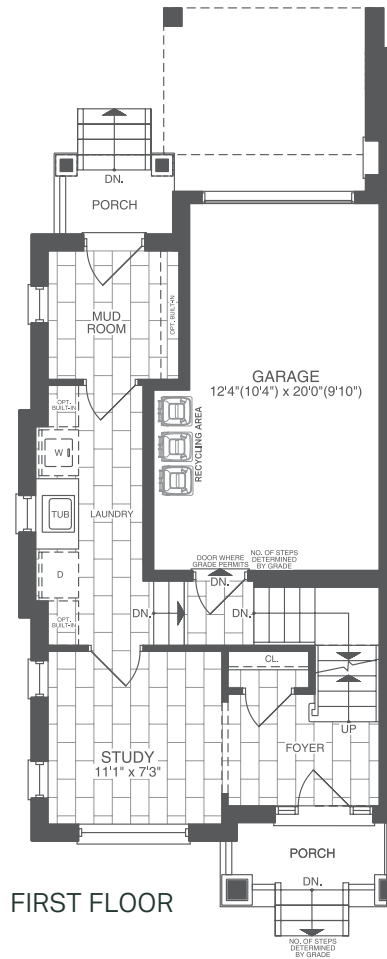 DN.
PORCH
MUD
ROOM
OPT. BUILT-IN
GARAGE
12'4"(10'4") x 20'0"(9'10")
RECYCLING AREA
OPT.
BUILT-IN
W
TUB
LAUNDRY
D
OPT.
BUILT-IN
DOOR WHERE
GRADE PERMITS
NO. OF STEPS
DETERMINED
BY GRADE
DN.
DN.
DN.
CL.
UP
FOYER
STUDY
11'1" x 7'3"
PORCH
DN.
NO. OF STEPS
DETERMINED
BY GRADE
FIRST FLOOR